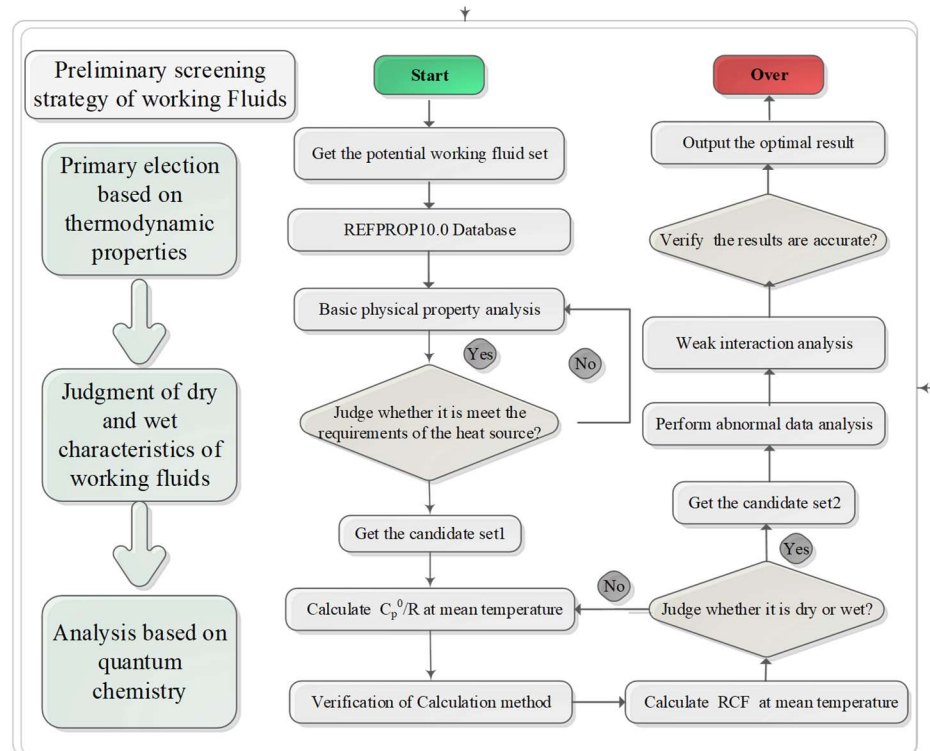 Preliminary screening
strategy of working Fluids
Primary election
based on
thermodynamic
properties
Judgment of dry
and wet
characteristics of
working fluids
Analysis based on
quantum
chemistry
Start
Get the potential working fluid set
REFPROP10.0 Database
Basic physical property analysis
Yes
No
Judge whether it is meet the
requirements of the heat source?
Get the candidate set1
Calculate Cₚ⁰/R at mean temperature
Verification of Calculation method
Over
Output the optimal result
Verify the results are accurate?
Weak interaction analysis
Perform abnormal data analysis
Get the candidate set2
Yes
No
Judge whether it is dry or wet?
Calculate RCF at mean temperature